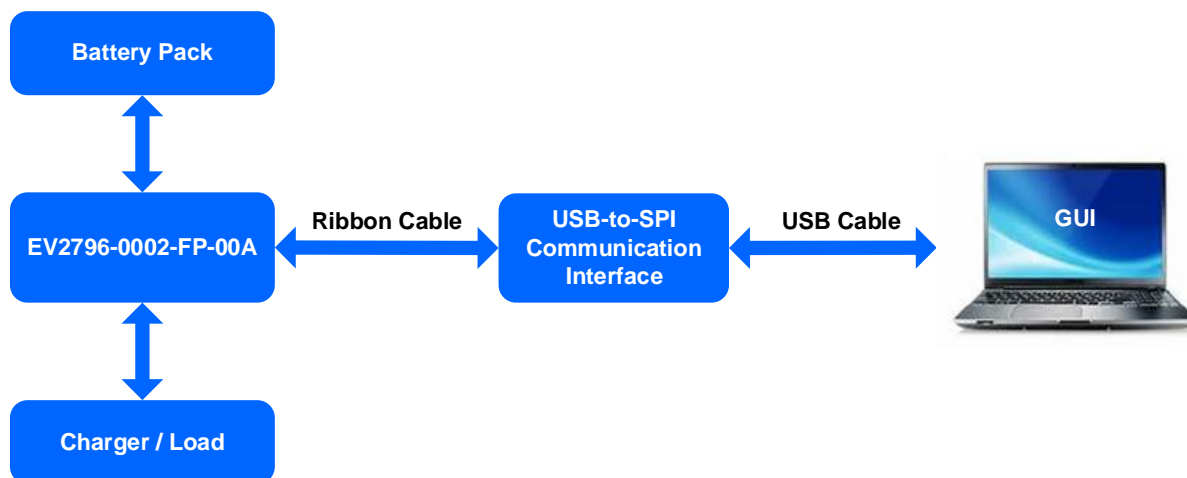 Battery Pack
EV2796-0002-FP-00A
Ribbon Cable
USB-to-SPI
Communication
Interface
USB Cable
GUI
Charger / Load